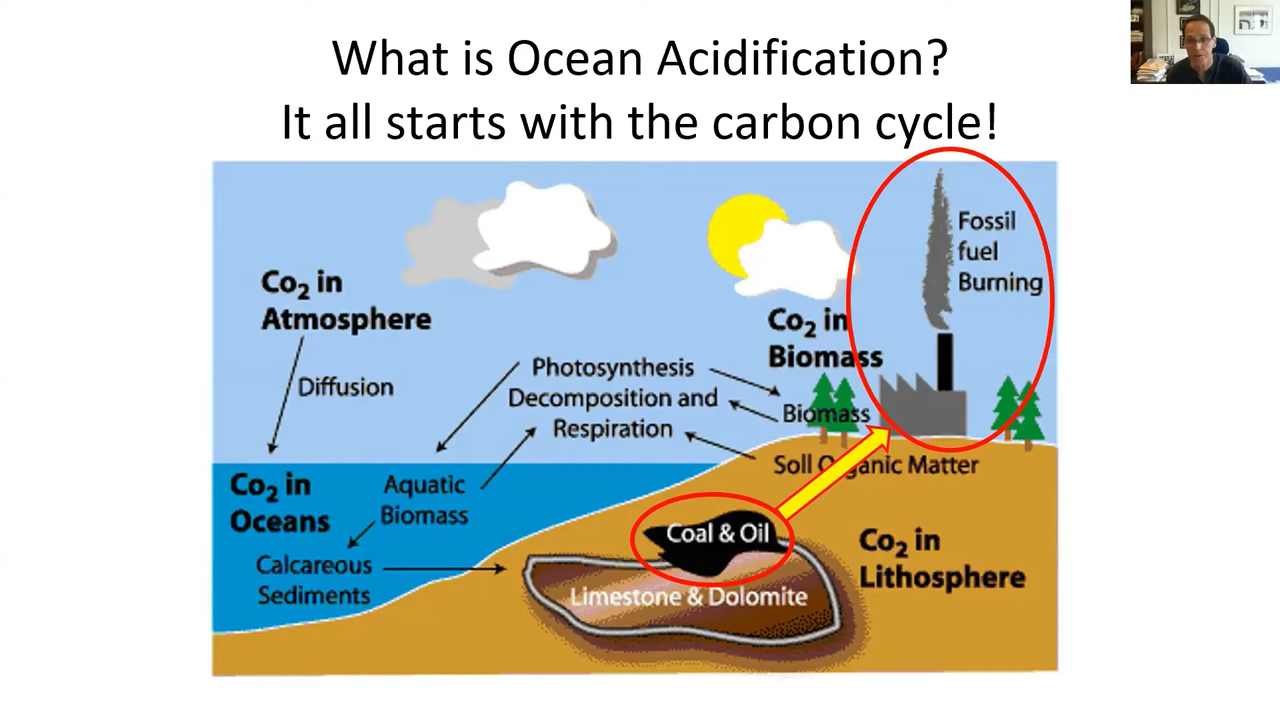 What is Ocean Acidification?
It all starts with the carbon cycle!
Fossil
fuel
Burning
Co₂ in
Atmosphere
Co₂ in
Biomass
Diffusion
Photosynthesis
Decomposition and
Respiration
Biomass
Soll Organic Matter
Co₂ in
Oceans
Aquatic
Biomass
Calcareous
Sediments
Coal & Oil
Limestone & Dolomite
Co₂ in
Lithosphere